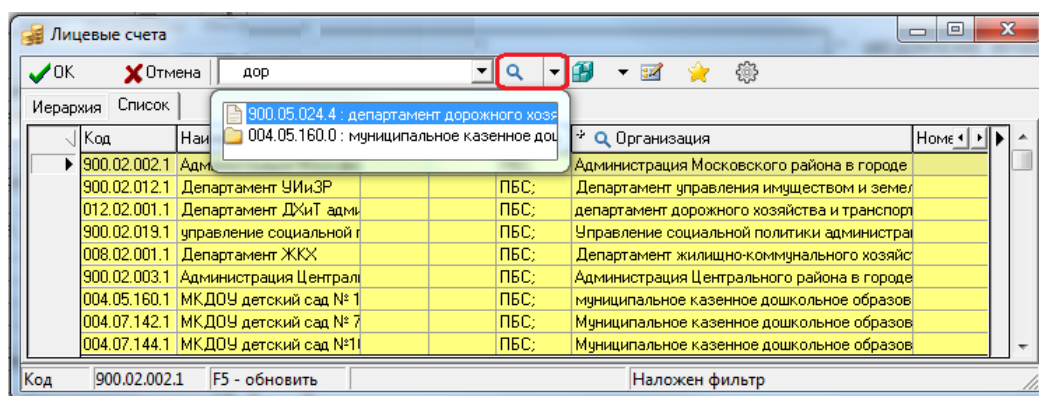 Лицевые счета
OK Отмена дор
Иерархия Список
900.05.024.4 : департамент дорожного хозя
004.05.160.0 : муниципальное казенное дош
Код Наи Организация Номе
900.02.002.1 Адм ПБС; Администрация Московского района в городе
900.02.012.1 Департамент УИиЗР ПБС; Департамент управления имуществом и земел
012.02.001.1 Департамент ДХиТ адми ПБС; департамент дорожного хозяйства и транспорт
900.02.019.1 управление социальной п ПБС; Управление социальной политики администрац
008.02.001.1 Департамент ЖКХ ПБС; Департамент жилищно-коммунального хозяйс
900.02.003.1 Администрация Централ ПБС; Администрация Центрального района в городе
004.05.160.1 МКДОУ детский сад № 1 ПБС; муниципальное казенное дошкольное образов
004.07.142.1 МКДОУ детский сад № 7 ПБС; Муниципальное казенное дошкольное образов
004.07.144.1 МКДОУ детский сад №1 ПБС; Муниципальное казенное дошкольное образов
Код 900.02.002.1 F5 - обновить Наложен фильтр